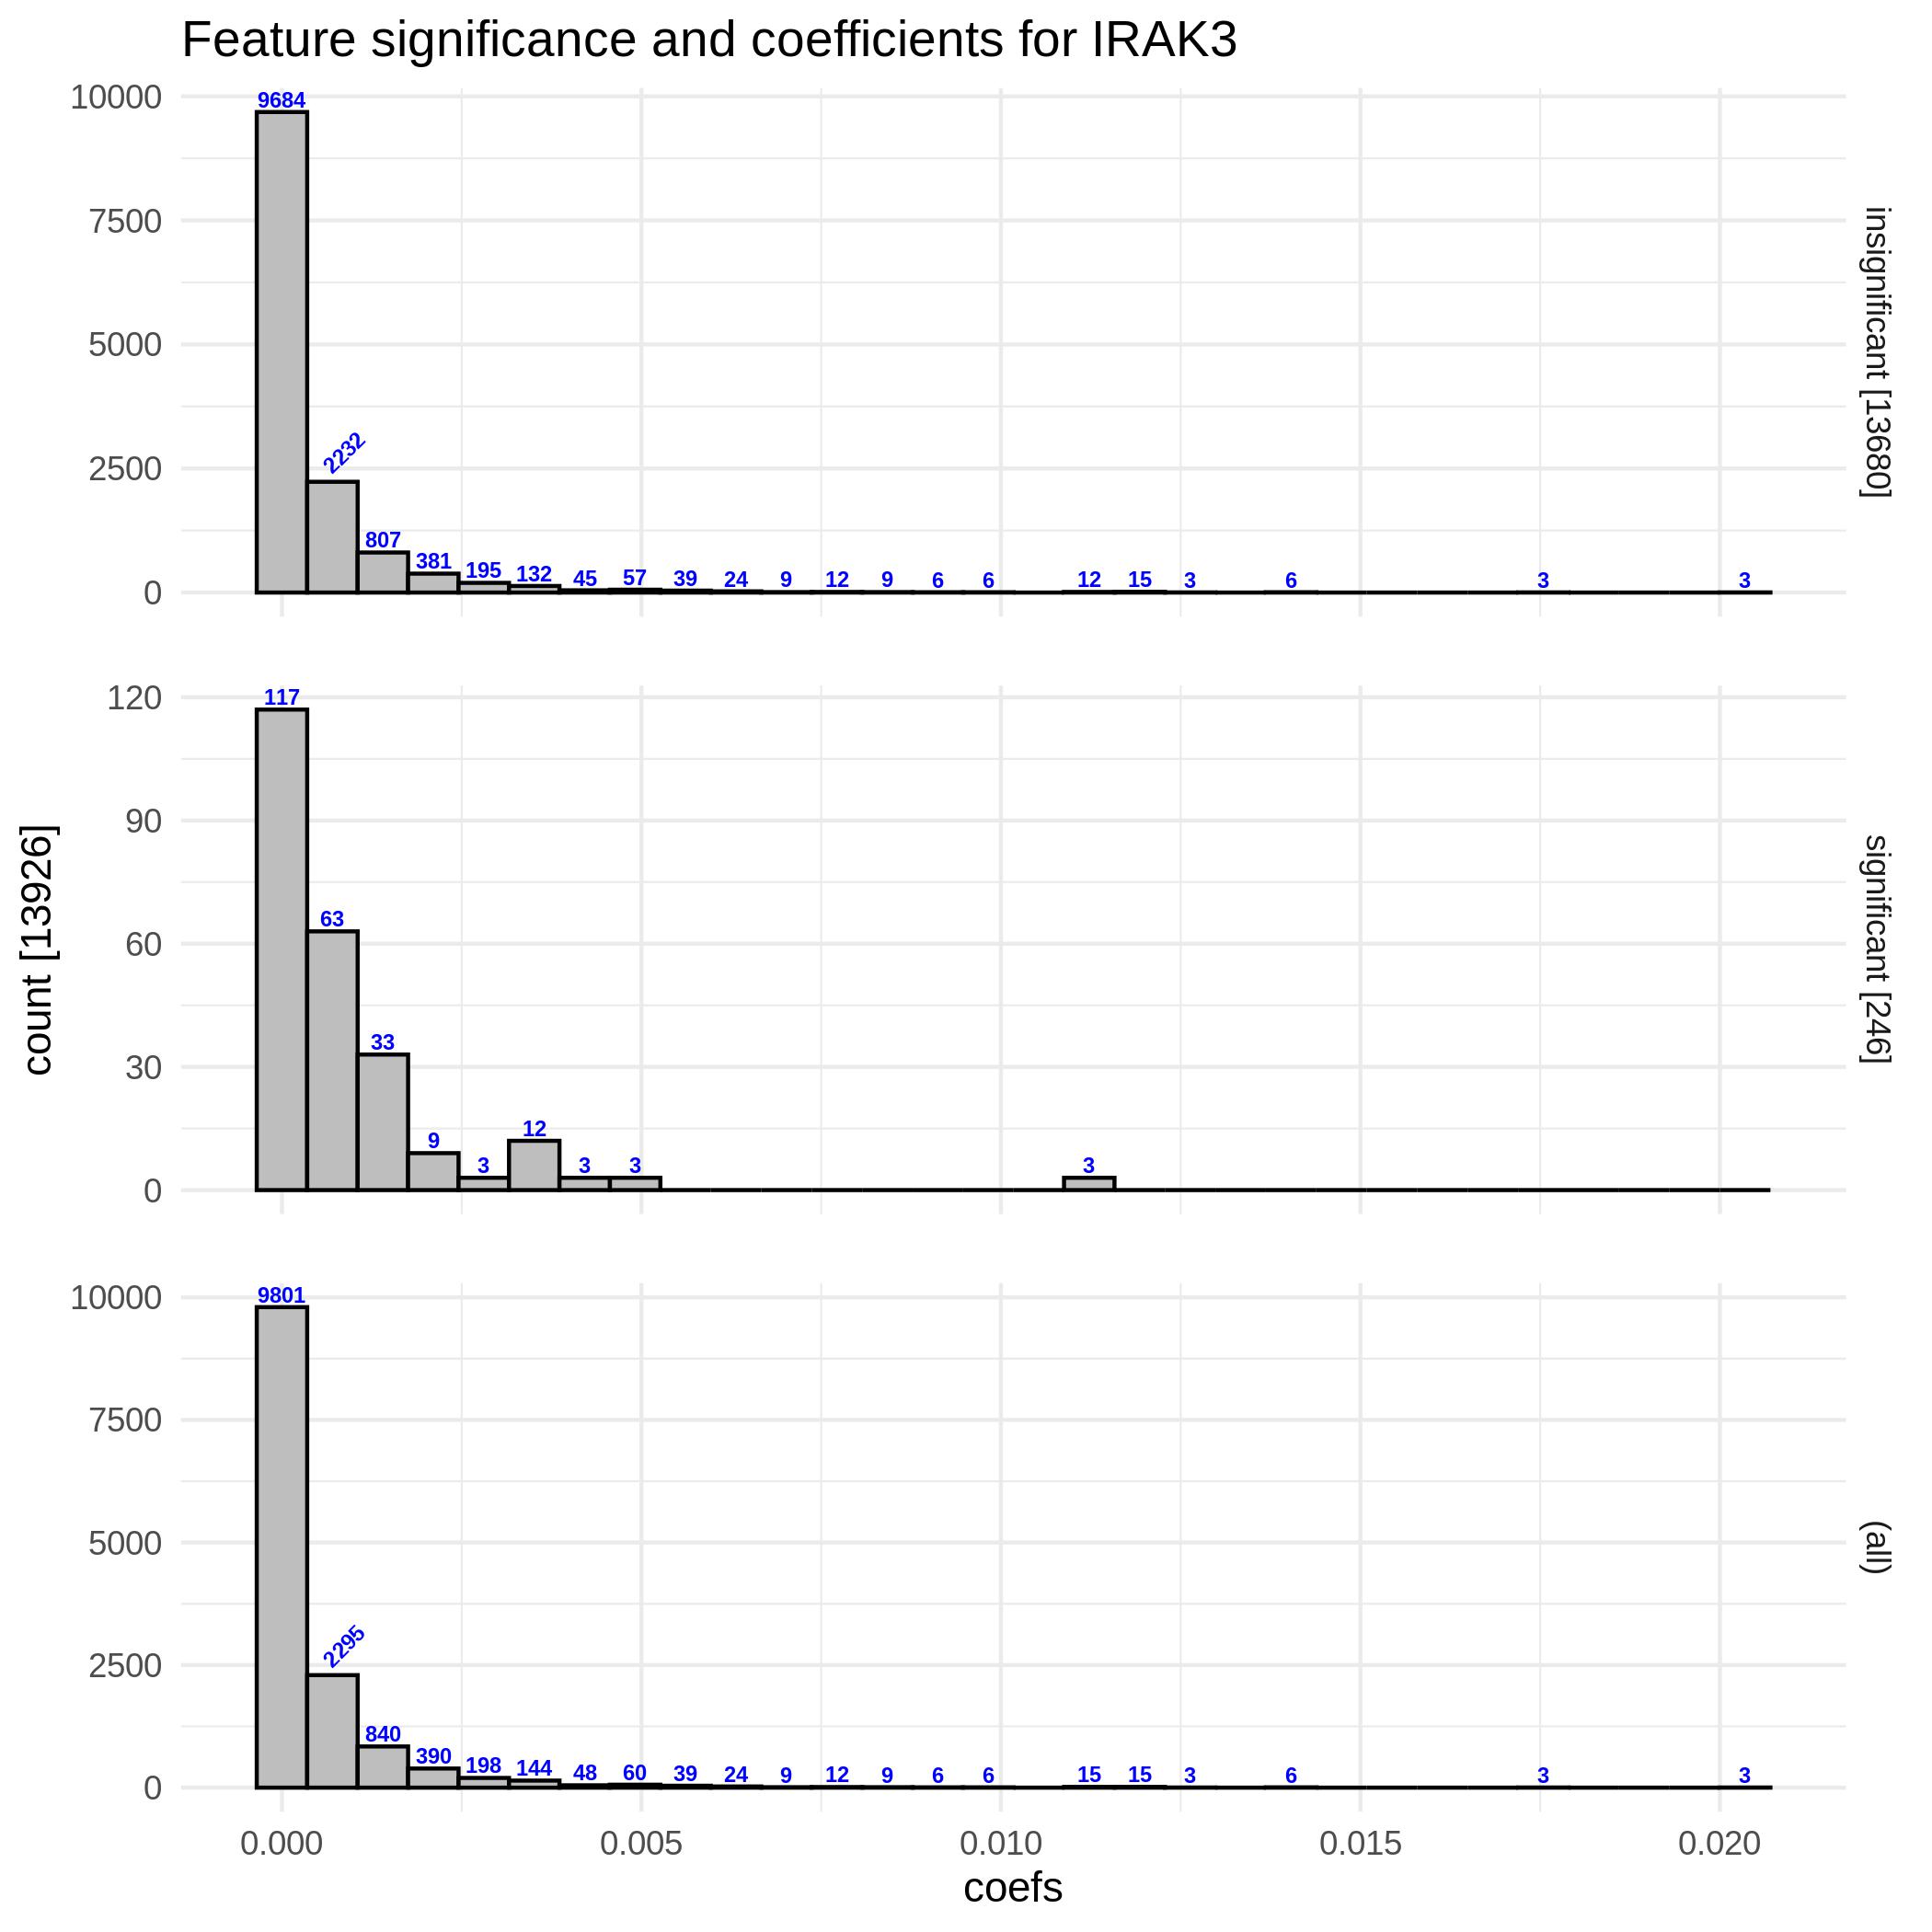 Feature significance and coefficients for IRAK3
10000
7500
5000
2500
0
9684
2232
807 381 195 132 45 57 39 24 9 12 9 6 6 12 15 3 6 3 3
insignificant [13680]
count [13926]
120
90
60
30
0
117
63
33
9 3 12 3 3 3
significant [246]
10000
7500
5000
2500
0
9801
2295
840 390 198 144 48 60 39 24 9 12 9 6 6 15 15 3 6 3 3
(all)
0.000 0.005 0.010 0.015 0.020
coefs